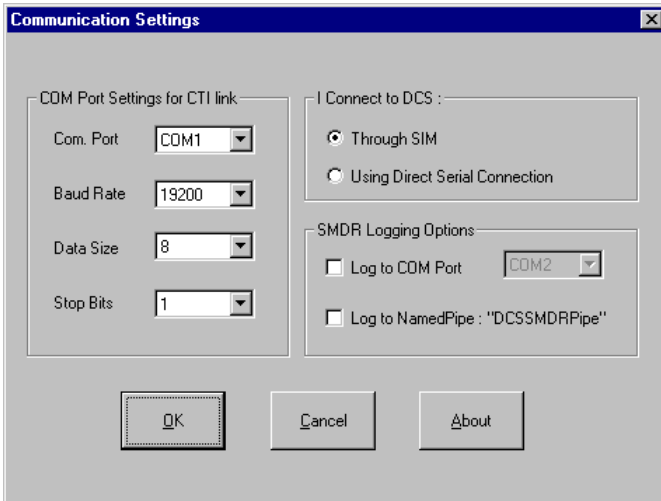 Communication Settings
COM Port Settings for CTI link
Com. Port COM1
Baud Rate 19200
Data Size 8
Stop Bits 1
I Connect to DCS :
Through SIM
Using Direct Serial Connection
SMDR Logging Options
Log to COM Port COM2
Log to NamedPipe : "DCSSMDRPipe"
OK Cancel About